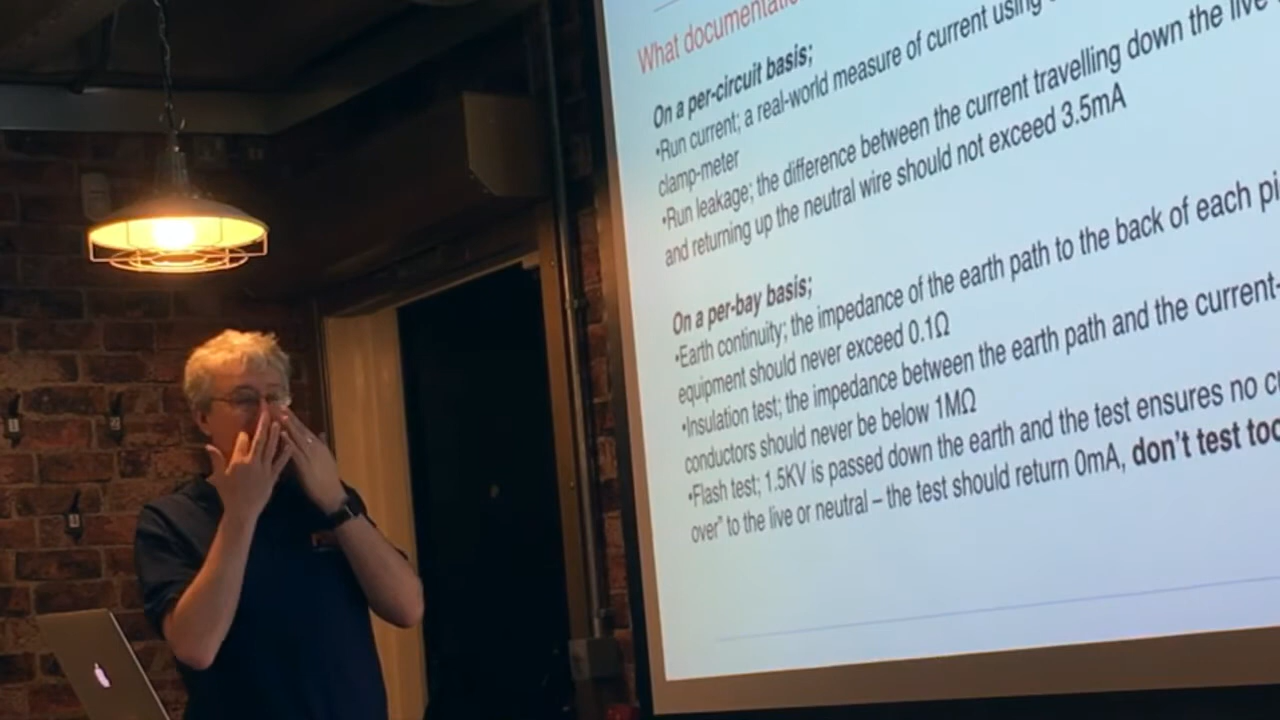 What documentatio
On a per-circuit basis;
•Run current; a real-world measure of current using
clamp-meter
•Run leakage; the difference between the current travelling down the live
and returning up the neutral wire should not exceed 3.5mA
On a per-bay basis;
•Earth continuity; the impedance of the earth path to the back of each pi
equipment should never exceed 0.1Ω
•Insulation test; the impedance between the earth path and the current-
conductors should never be below 1MΩ
•Flash test; 1.5KV is passed down the earth and the test ensures no
over" to the live or neutral – the test should return 0mA, don't test too